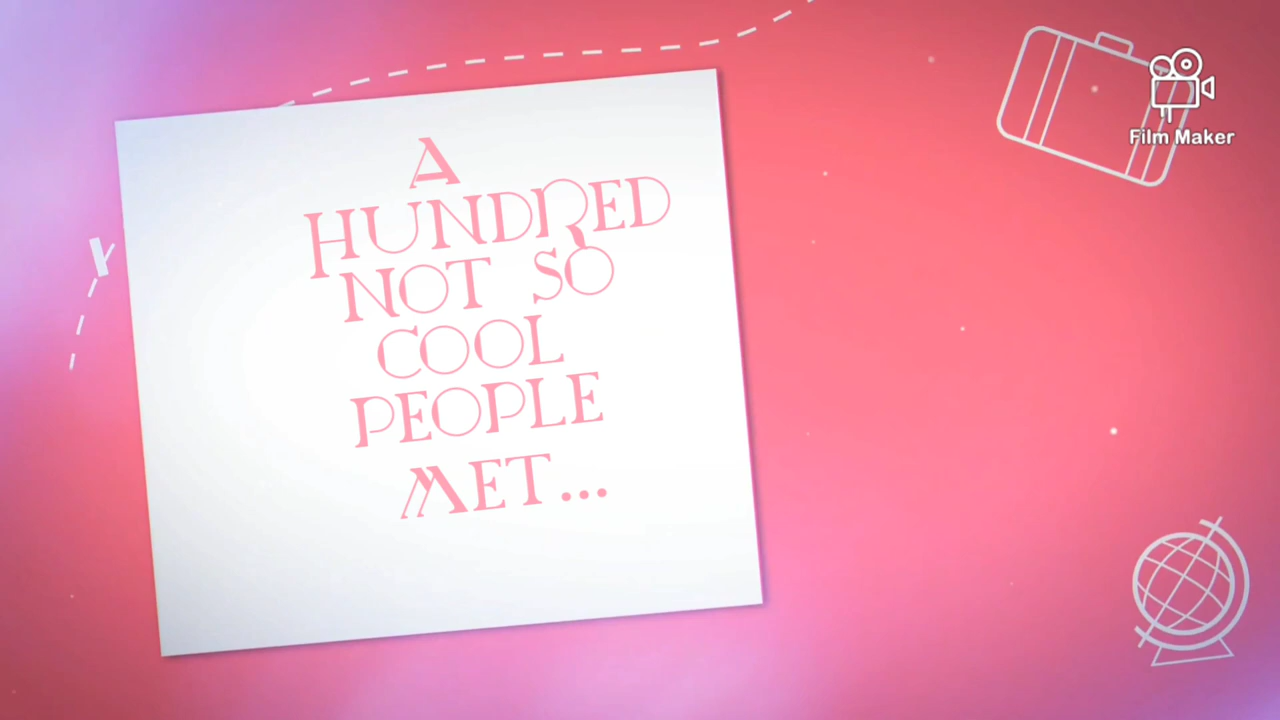 A
HUNDRED
NOT SO
COOL
PEOPLE
MET...
Film Maker